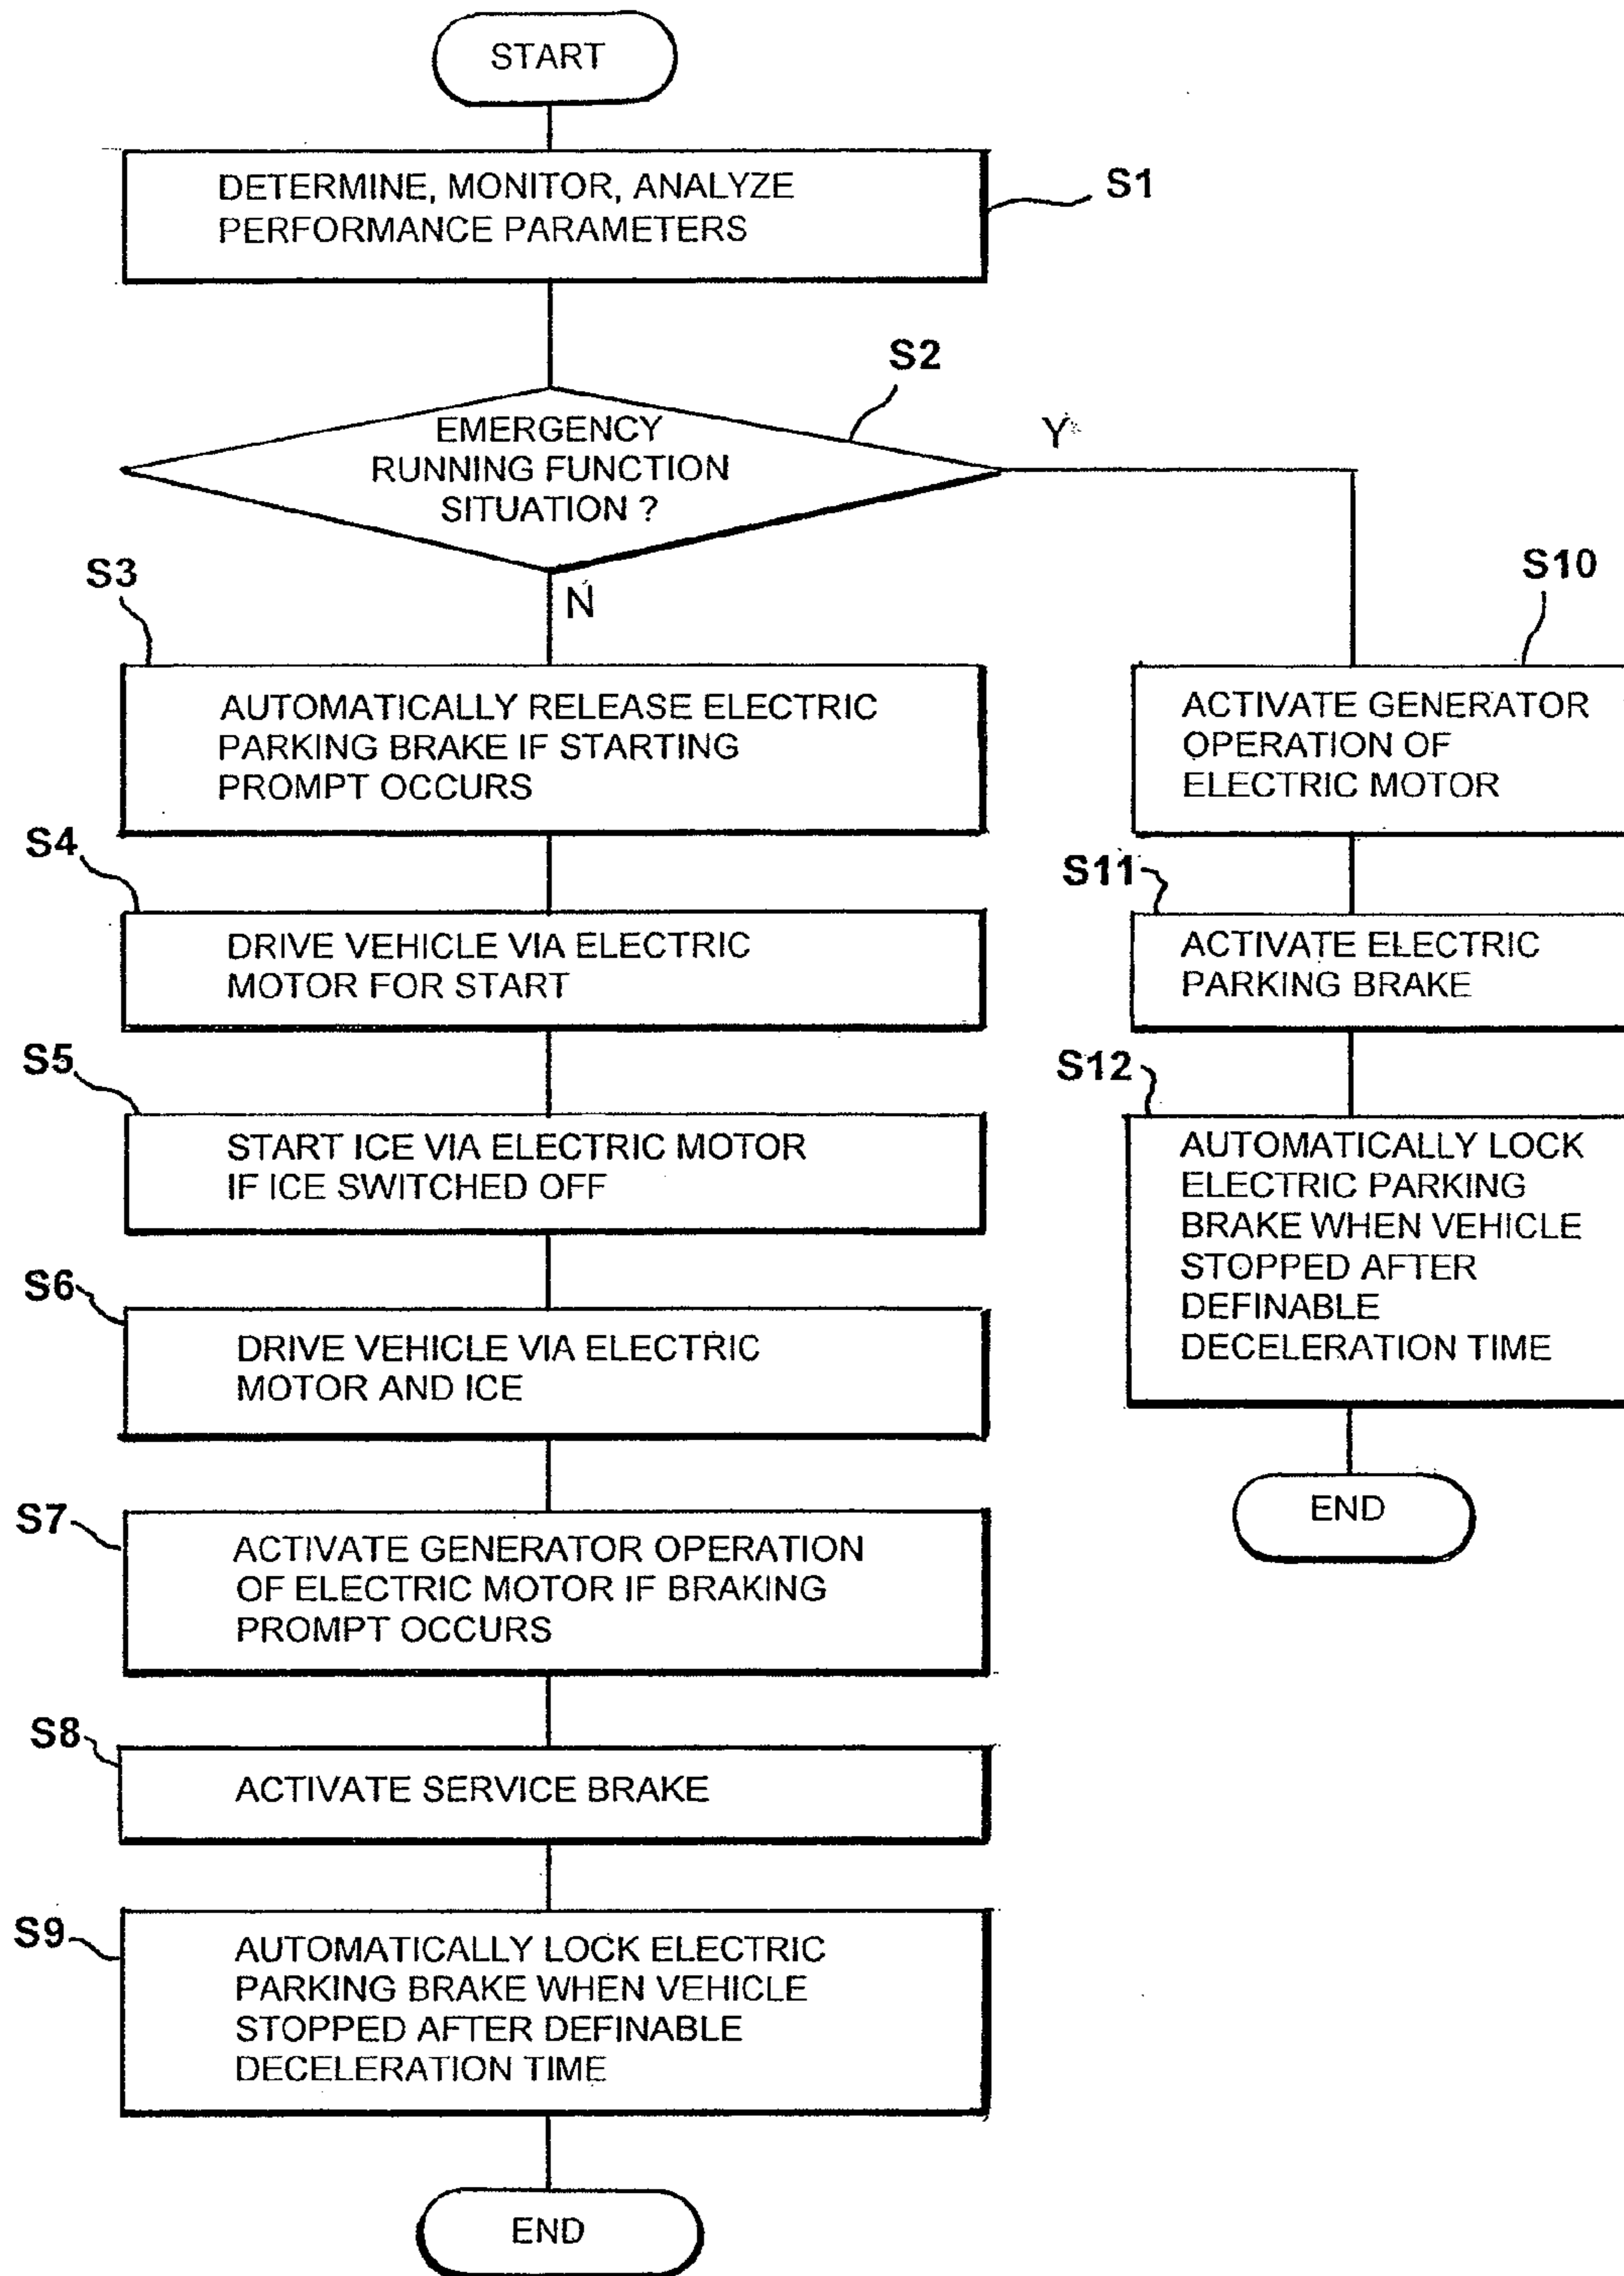 START
DETERMINE, MONITOR, ANALYZE
PERFORMANCE PARAMETERS
S1
S2
EMERGENCY
RUNNING FUNCTION
SITUATION ?
Y
N
S3
AUTOMATICALLY RELEASE ELECTRIC
PARKING BRAKE IF STARTING
PROMPT OCCURS
S4
DRIVE VEHICLE VIA ELECTRIC
MOTOR FOR START
S5
START ICE VIA ELECTRIC MOTOR
IF ICE SWITCHED OFF
S6
DRIVE VEHICLE VIA ELECTRIC
MOTOR AND ICE
S7
ACTIVATE GENERATOR OPERATION
OF ELECTRIC MOTOR IF BRAKING
PROMPT OCCURS
S8
ACTIVATE SERVICE BRAKE
S9
AUTOMATICALLY LOCK ELECTRIC
PARKING BRAKE WHEN VEHICLE
STOPPED AFTER DEFINABLE
DECELERATION TIME
END
S10
ACTIVATE GENERATOR
OPERATION OF
ELECTRIC MOTOR
S11
ACTIVATE ELECTRIC
PARKING BRAKE
S12
AUTOMATICALLY LOCK
ELECTRIC PARKING
BRAKE WHEN VEHICLE
STOPPED AFTER
DEFINABLE
DECELERATION TIME
END